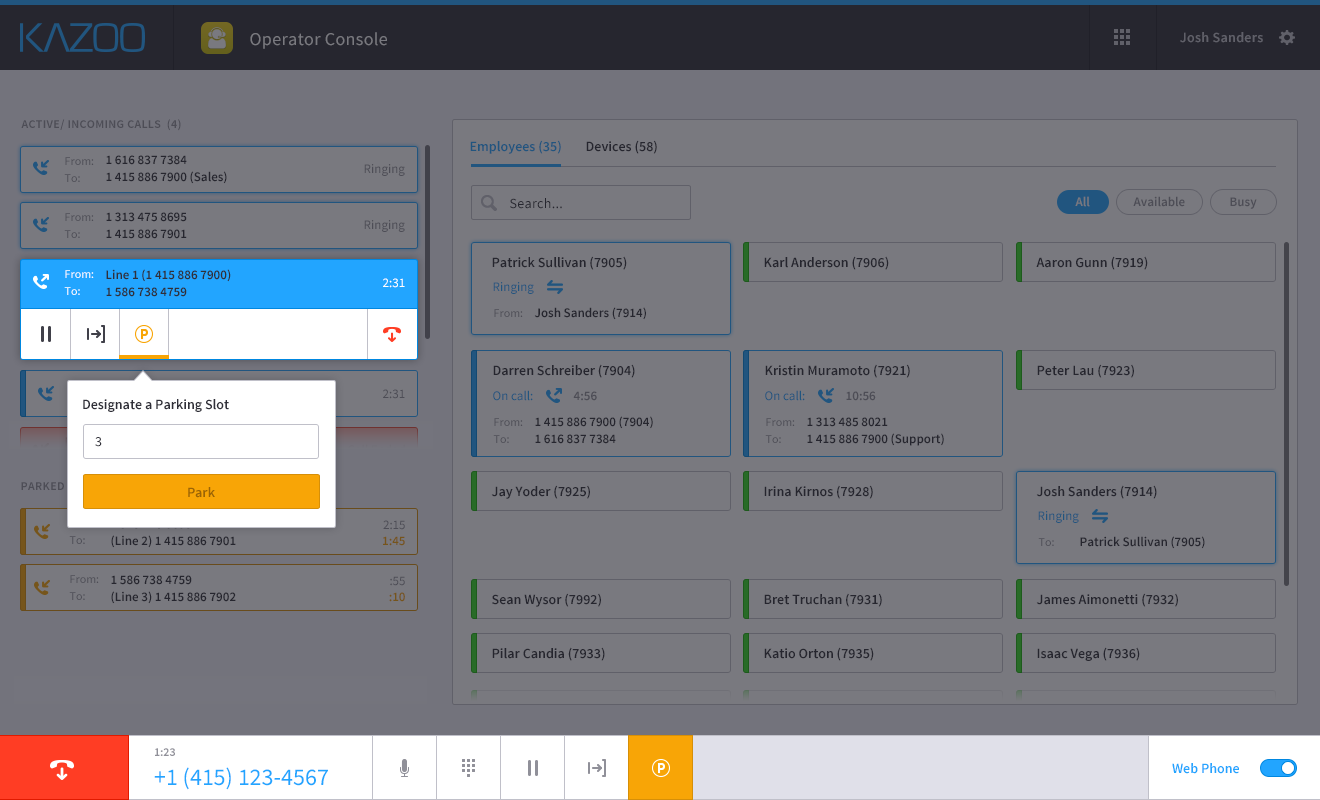 KAZOO
Operator Console
Josh Sanders
ACTIVE/ INCOMING CALLS (4)
From: 1 616 837 7384
To: 1 415 886 7900 (Sales)
Ringing
From: 1 313 475 8695
To: 1 415 886 7901
Ringing
From: Line 1 (1 415 886 7900)
To: 1 586 738 4759
2:31
P
2:31
Designate a Parking Slot
3
Park
PARKED
2:15
To: (Line 2) 1 415 886 7901
1:45
From: 1 586 738 4759
:55
To: (Line 3) 1 415 886 7902
:10
Employees (35)
Devices (58)
Search...
All
Available
Busy
Patrick Sullivan (7905)
Ringing
From: Josh Sanders (7914)
Karl Anderson (7906)
Aaron Gunn (7919)
Darren Schreiber (7904)
On call: 4:56
From: 1 415 886 7900 (7904)
To: 1 616 837 7384
Kristin Muramoto (7921)
On call: 10:56
From: 1 313 485 8021
To: 1 415 886 7900 (Support)
Peter Lau (7923)
Jay Yoder (7925)
Irina Kirnos (7928)
Josh Sanders (7914)
Ringing
To: Patrick Sullivan (7905)
Sean Wysor (7992)
Bret Truchan (7931)
James Aimonetti (7932)
Pilar Candia (7933)
Katio Orton (7935)
Isaac Vega (7936)
1:23
+1 (415) 123-4567
P
Web Phone